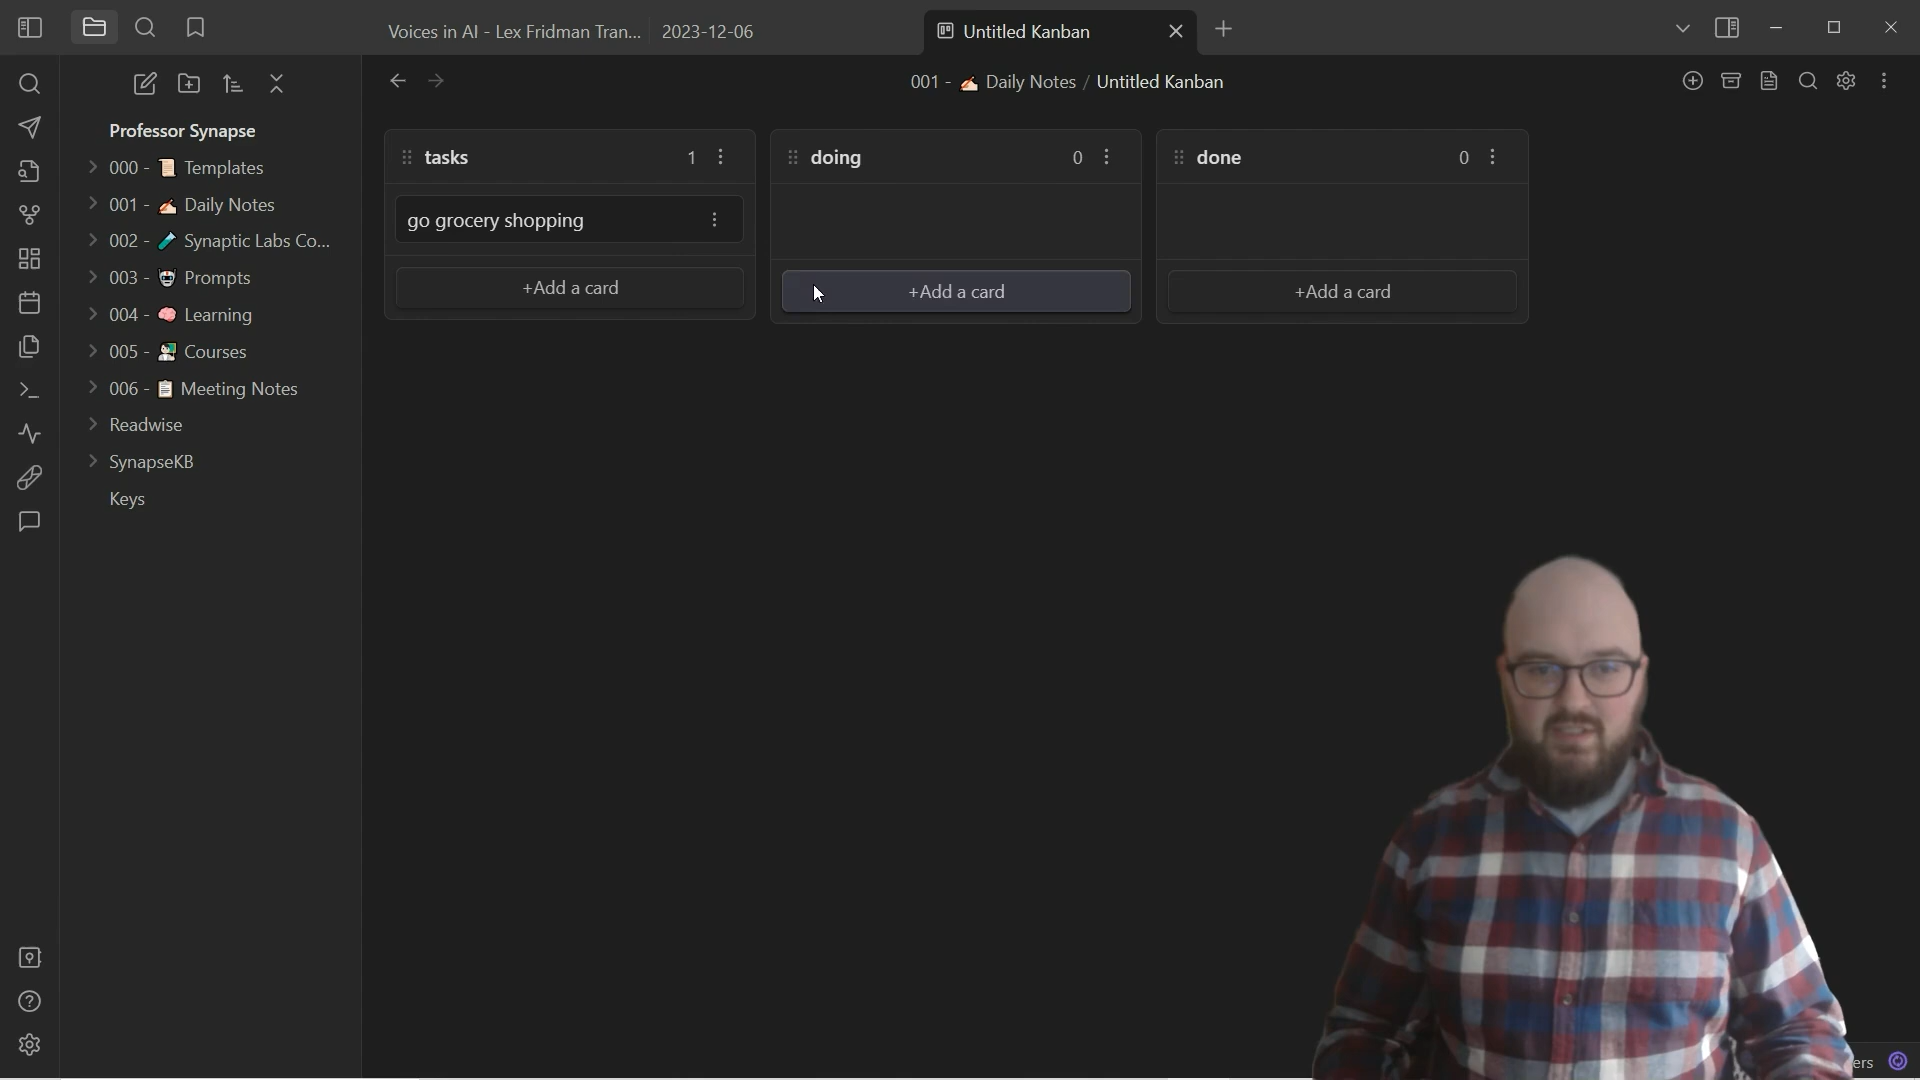 Voices in AI - Lex Fridman Tran...
2023-12-06
Untitled Kanban
001 - ✍🏻 Daily Notes / Untitled Kanban
Professor Synapse
000 - 📜 Templates
001 - ✍🏻 Daily Notes
002 - 🧪 Synaptic Labs Co...
003 - 🤖 Prompts
004 - 🧠 Learning
005 - 👩🏻‍🏫 Courses
006 - 📋 Meeting Notes
Readwise
SynapseKB
Keys
tasks 1
go grocery shopping
+Add a card
doing 0
+Add a card
done 0
+Add a card
ers